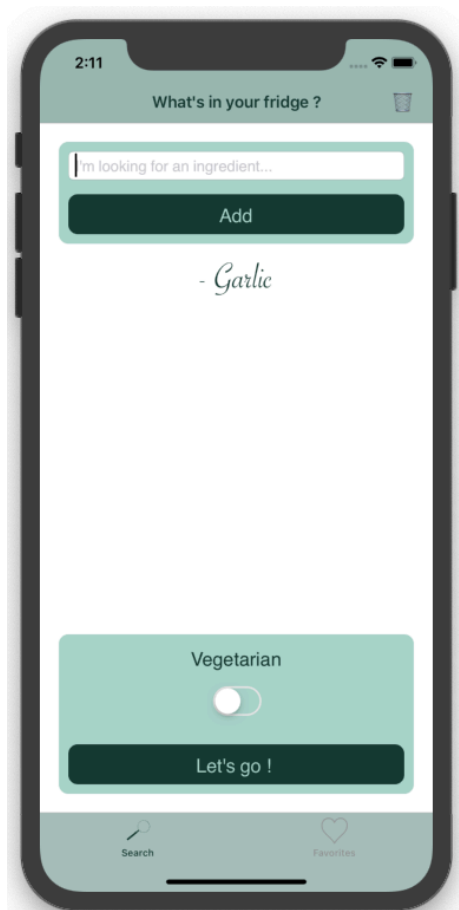 2:11
What's in your fridge ?
I'm looking for an ingredient...
Add
- Garlic
Vegetarian
Let's go !
Search
Favorites